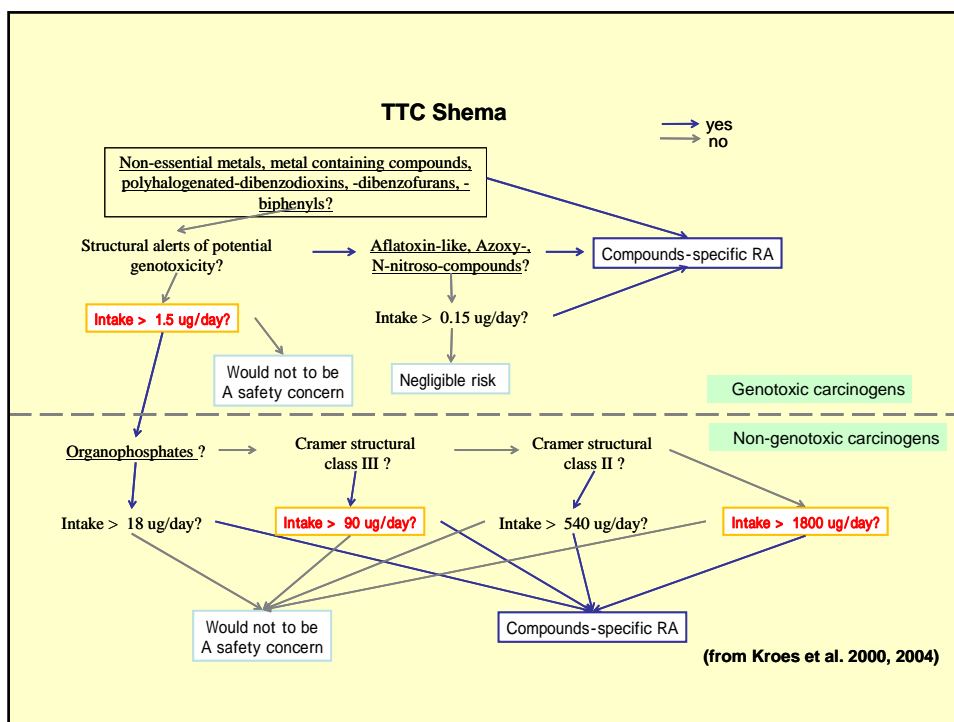 TTC Shema
yes
no
Non-essential metals, metal containing compounds,
polyhalogenated-dibenzodioxins, -dibenzofurans, -
biphenyls?
Structural alerts of potential
genotoxicity?
Aflatoxin-like, Azoxy-,
N-nitroso-compounds?
Compounds-specific RA
Intake > 1.5 ug/day?
Intake > 0.15 ug/day?
Would not to be
A safety concern
Negligible risk
Genotoxic carcinogens
Non-genotoxic carcinogens
Organophosphates ?
Cramer structural
class III ?
Cramer structural
class II ?
Intake > 18 ug/day?
Intake > 90 ug/day?
Intake > 540 ug/day?
Intake > 1800 ug/day?
Would not to be
A safety concern
Compounds-specific RA
(from Kroes et al. 2000, 2004)